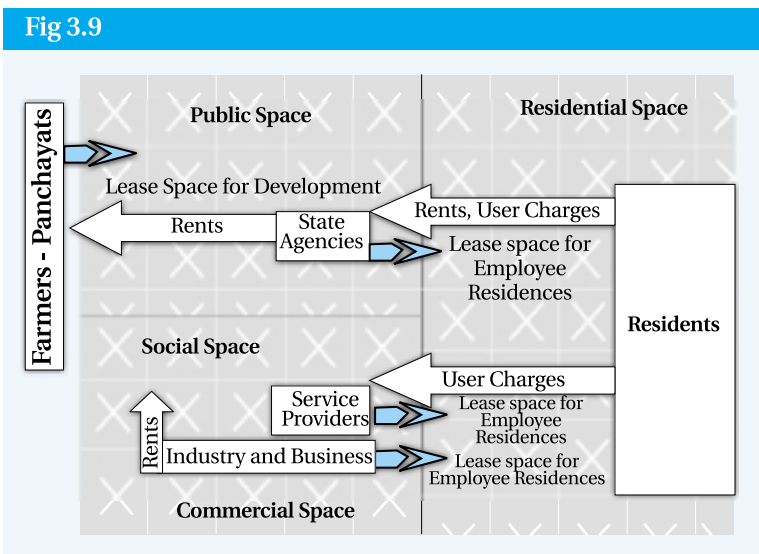 Fig 3.9
Public Space
Residential Space
Farmers - Panchayats
Lease Space for Development
Rents
State
Agencies
Rents, User Charges
Lease space for
Employee
Residences
Residents
Social Space
User Charges
Service
Providers
Lease space for
Employee
Residences
Rents
Industry and Business
Lease space for
Employee Residences
Commercial Space